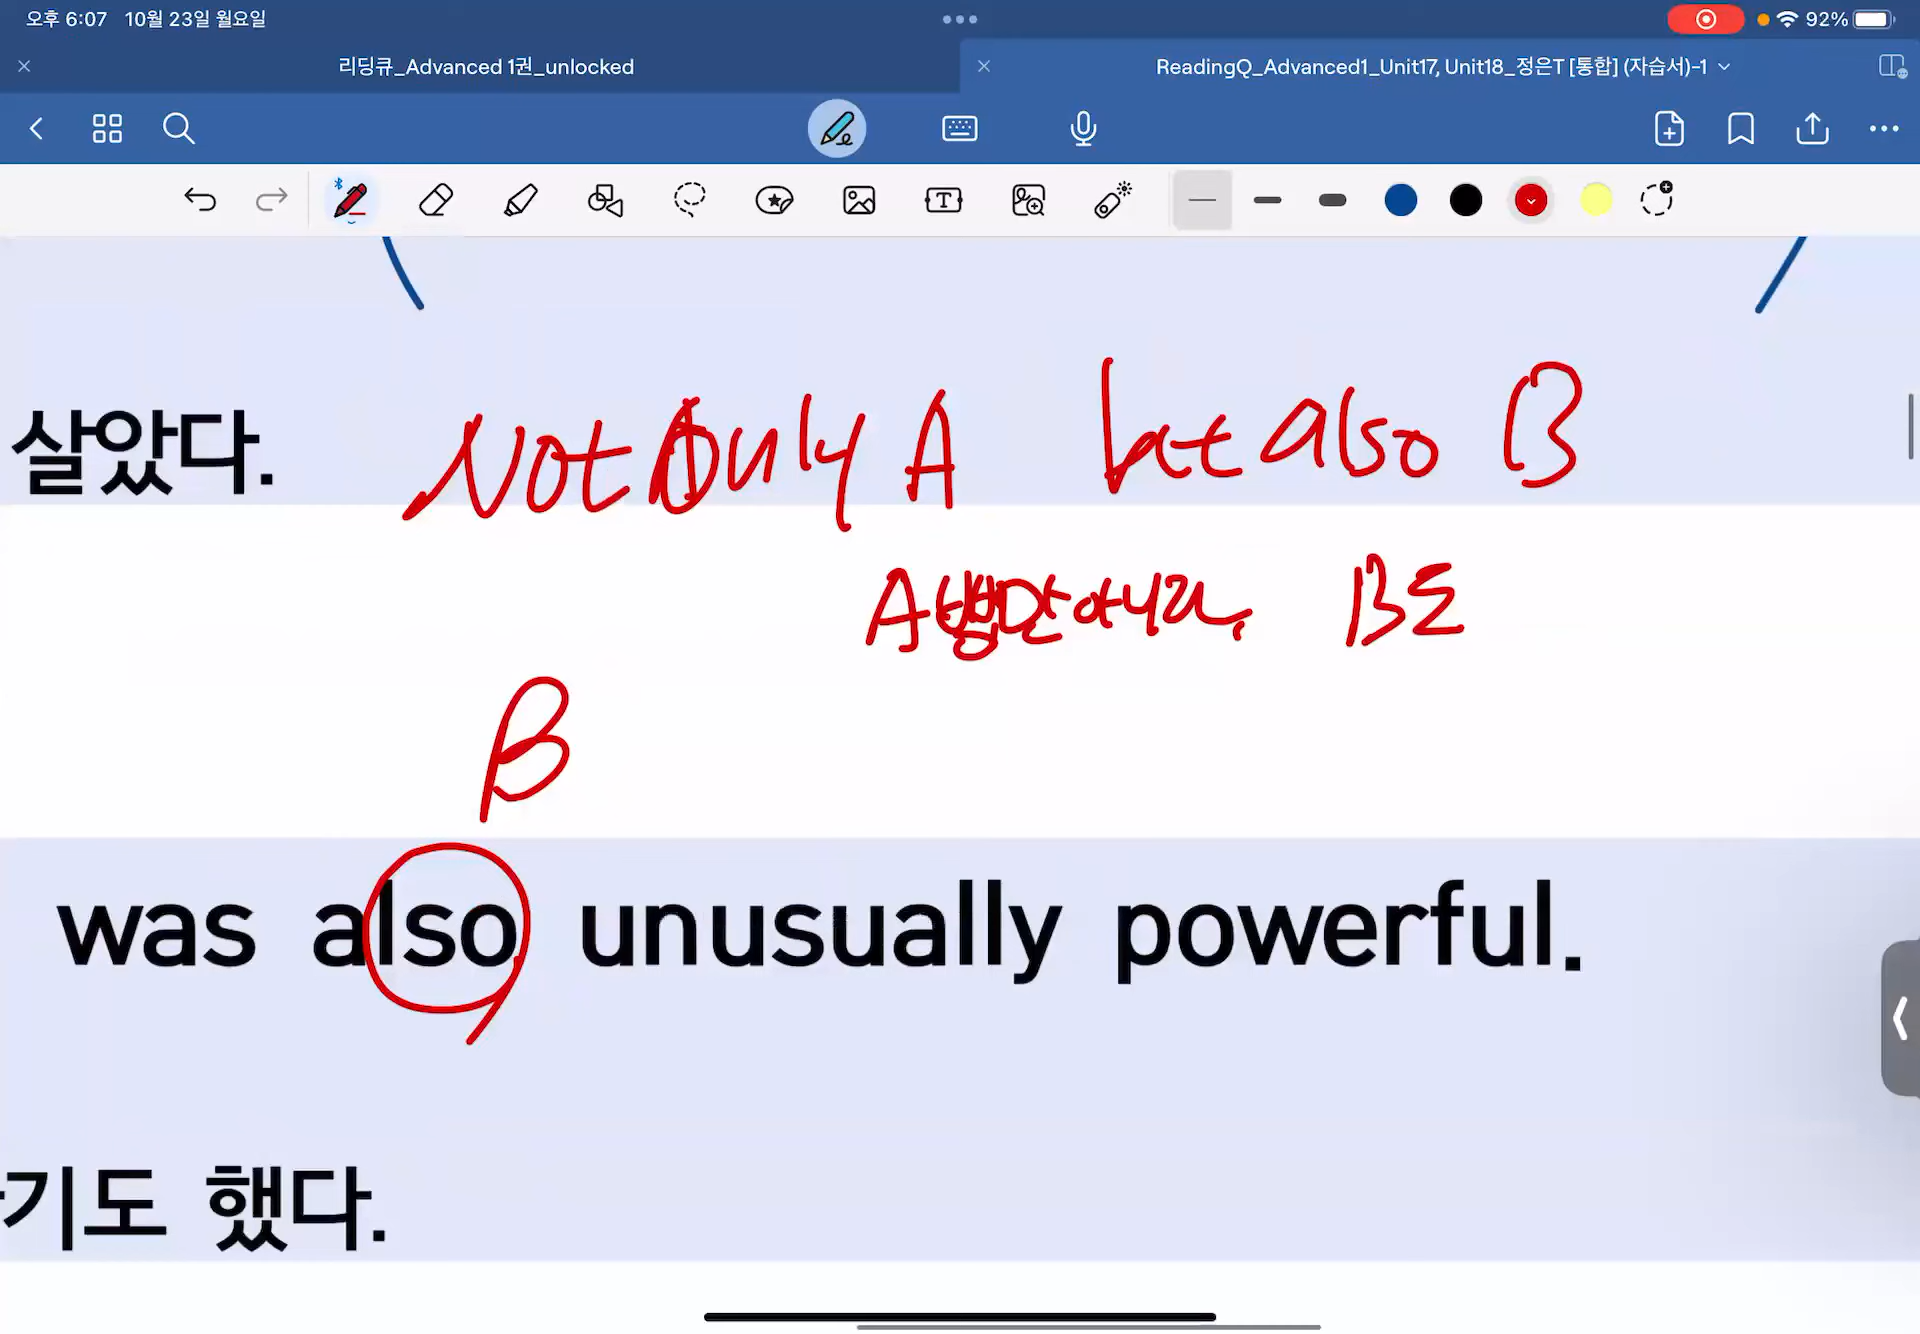 오후 6:07 10월 23일 월요일 92%
리딩큐_Advanced 1권_unlocked ReadingQ_Advanced1_Unit17, Unit18_정은T [통합] (자습서)-1
살았다. Not Only A but also B
A뿐만아니라, B도
B
was also unusually powerful.
기도 했다.